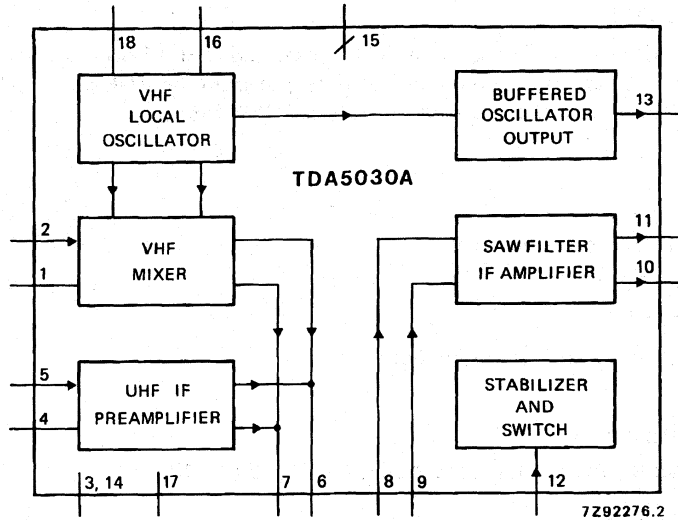 18
16
15
VHF
LOCAL
OSCILLATOR
BUFFERED
OSCILLATOR
OUTPUT
13
TDA5030A
2
1
VHF
MIXER
SAW FILTER
IF AMPLIFIER
11
10
5
4
UHF IF
PREAMPLIFIER
STABILIZER
AND
SWITCH
3, 14
17
7
6
8
9
12
7Z92276.2